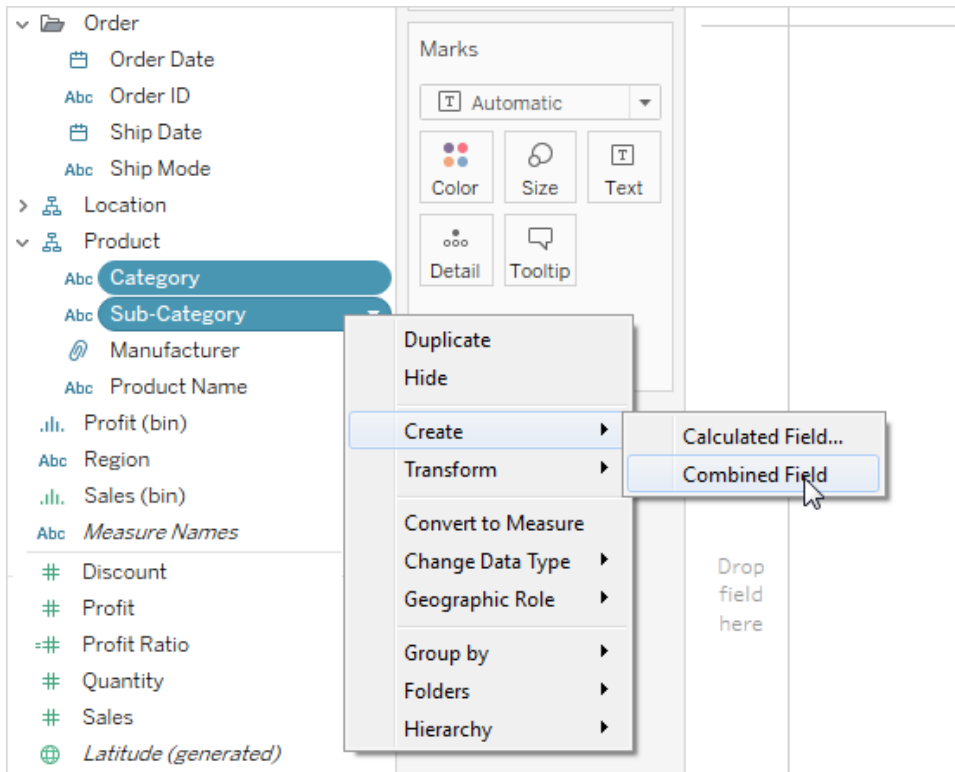 Order
Order Date
Abc Order ID
Ship Date
Abc Ship Mode
Location
Product
Abc Category
Abc Sub-Category
Manufacturer
Abc Product Name
Profit (bin)
Abc Region
Sales (bin)
Abc Measure Names
# Discount
# Profit
=# Profit Ratio
# Quantity
# Sales
Latitude (generated)
Marks
T Automatic
Color
Size
T
Text
Detail
Tooltip
Duplicate
Hide
Create
Transform
Convert to Measure
Change Data Type
Geographic Role
Group by
Folders
Hierarchy
Calculated Field...
Combined Field
Drop
field
here